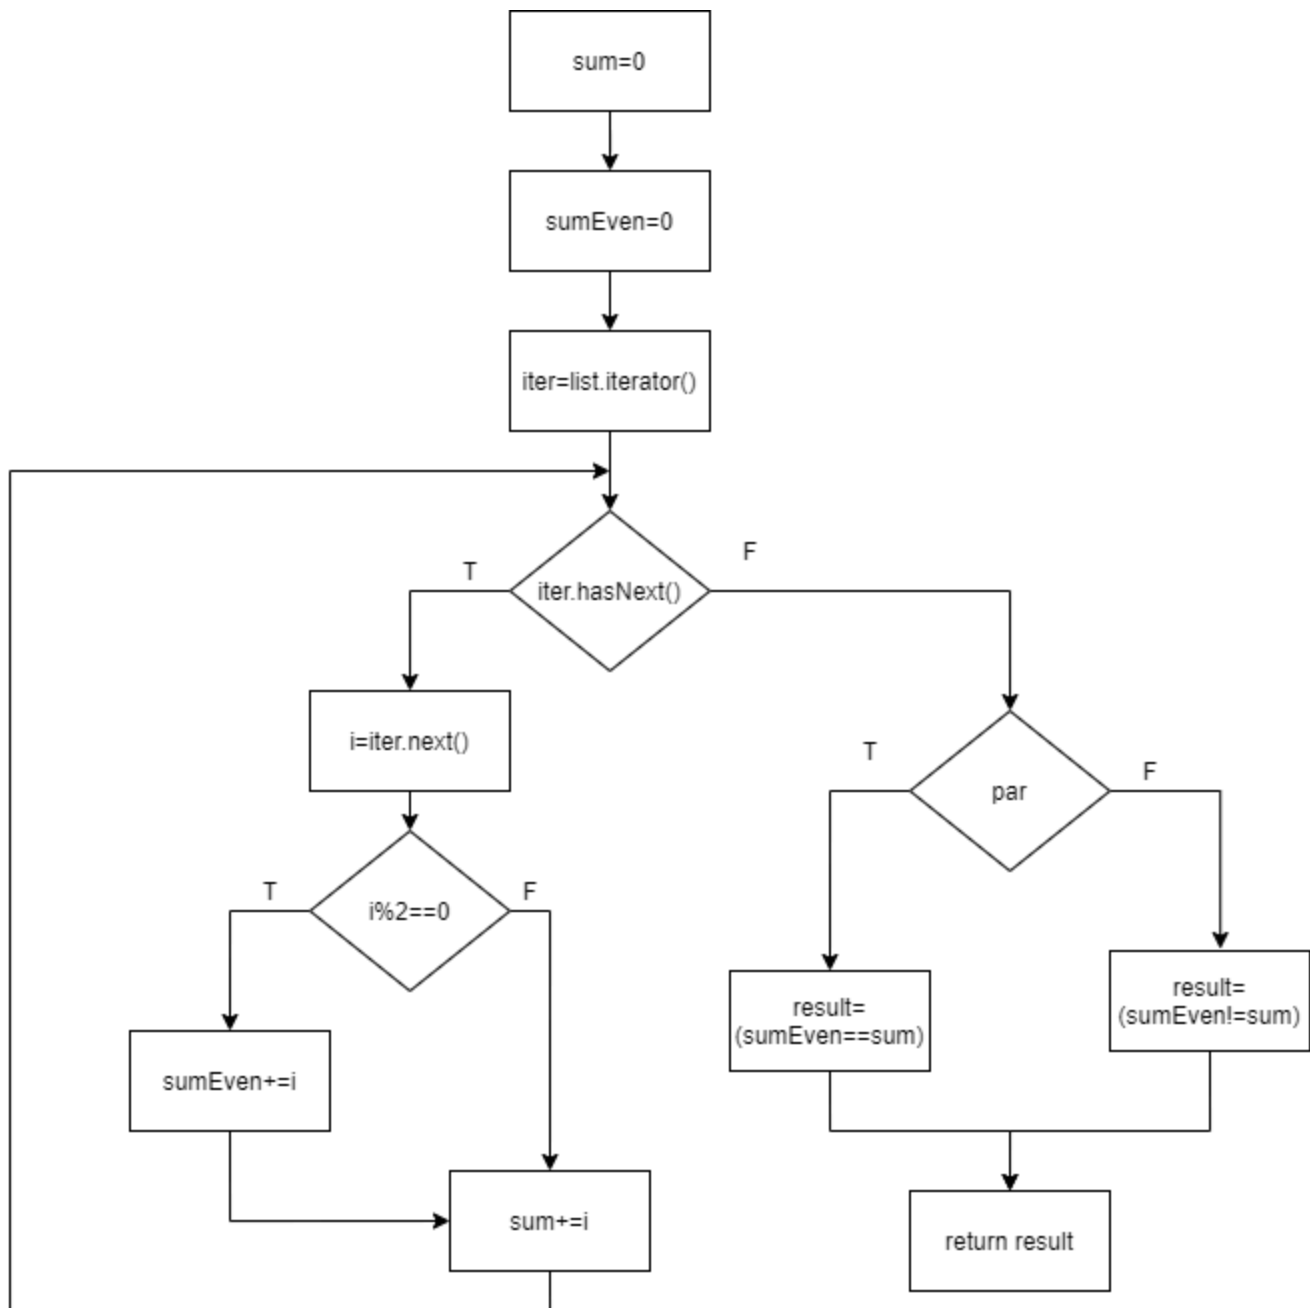 sum=0
sumEven=0
iter=list.iterator()
iter.hasNext()
T
F
i=iter.next()
i%2==0
T
F
sumEven+=i
sum+=i
par
T
F
result=
(sumEven==sum)
result=
(sumEven!=sum)
return result